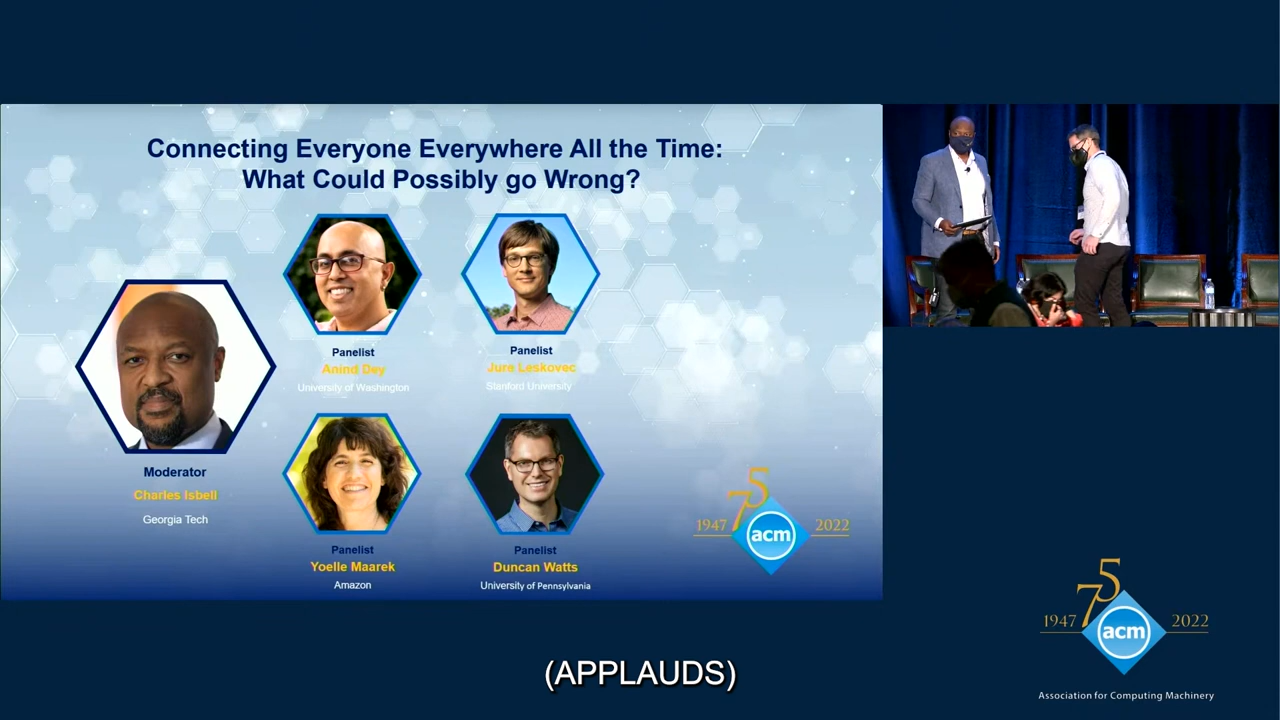 Connecting Everyone Everywhere All the Time:
What Could Possibly go Wrong?
Moderator
Charles Isbell
Georgia Tech
Panelist
Anind Dey
University of Washington
Panelist
Jure Leskovec
Stanford University
Panelist
Yoelle Maarek
Amazon
Panelist
Duncan Watts
University of Pennsylvania
75
1947 acm 2022
75
1947 acm 2022
Association for Computing Machinery
(APPLAUDS)